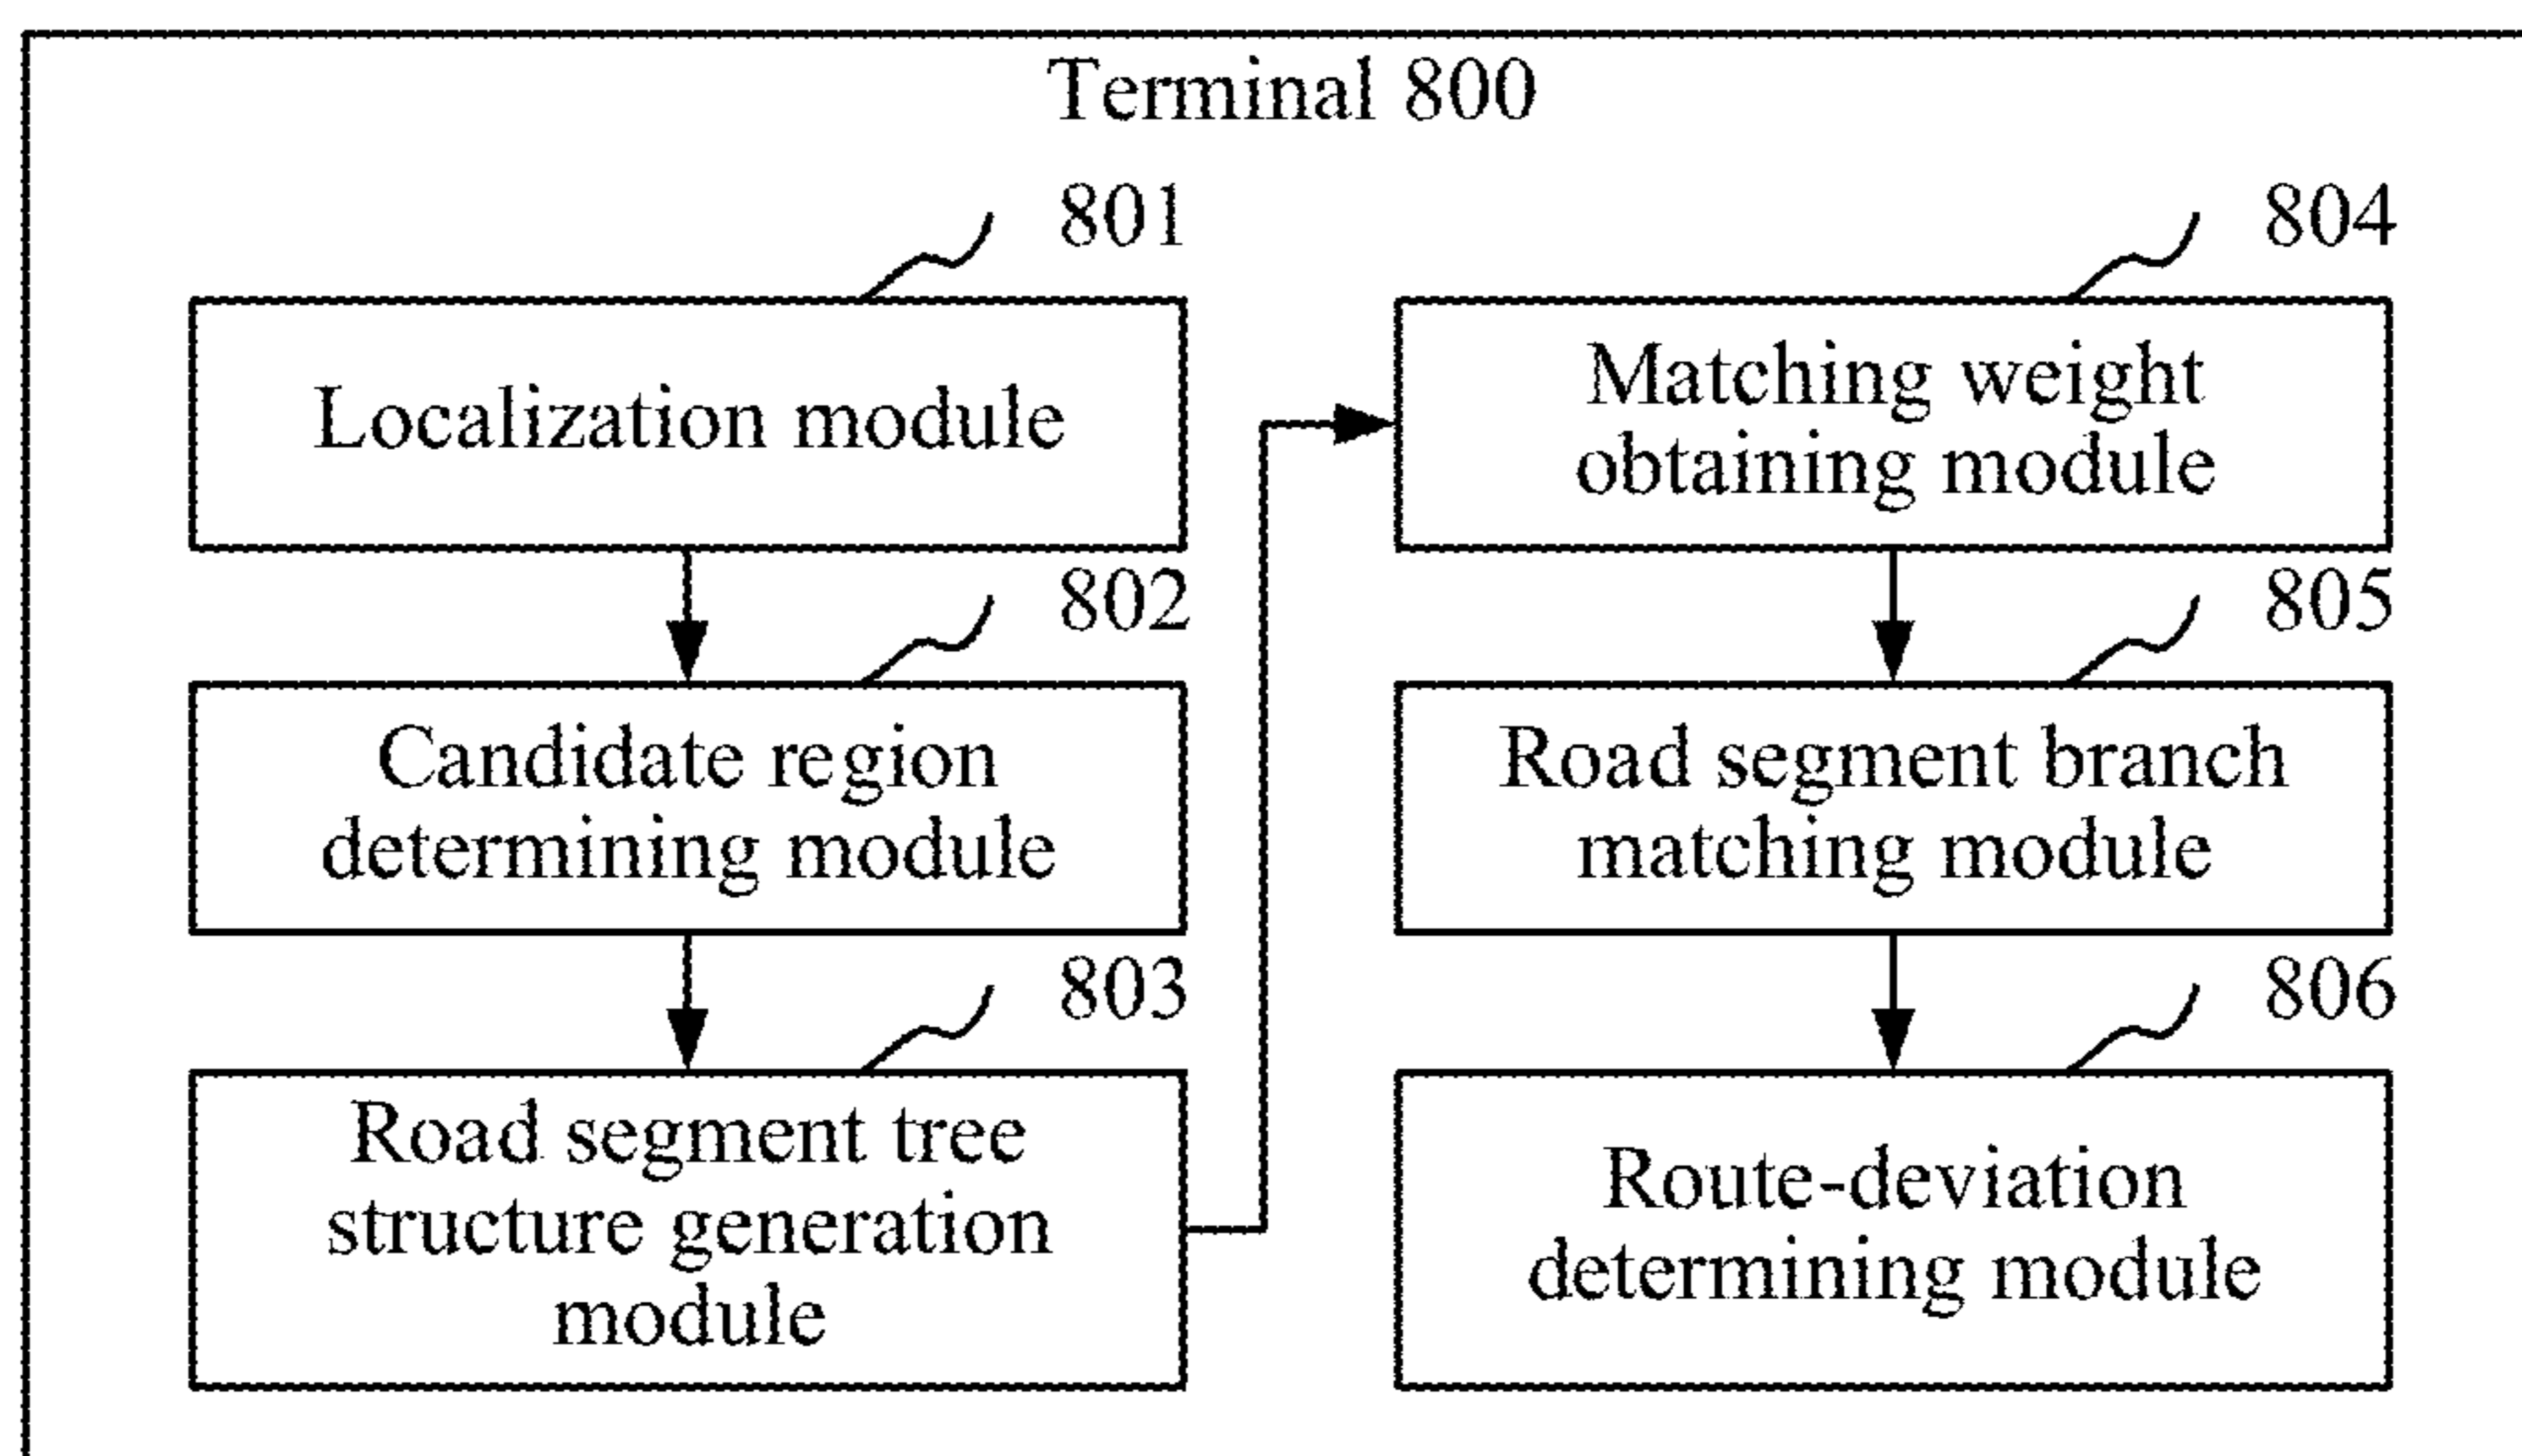 Terminal 800
801
Localization module
802
Candidate region
determining module
803
Road segment tree
structure generation
module
804
Matching weight
obtaining module
805
Road segment branch
matching module
806
Route-deviation
determining module